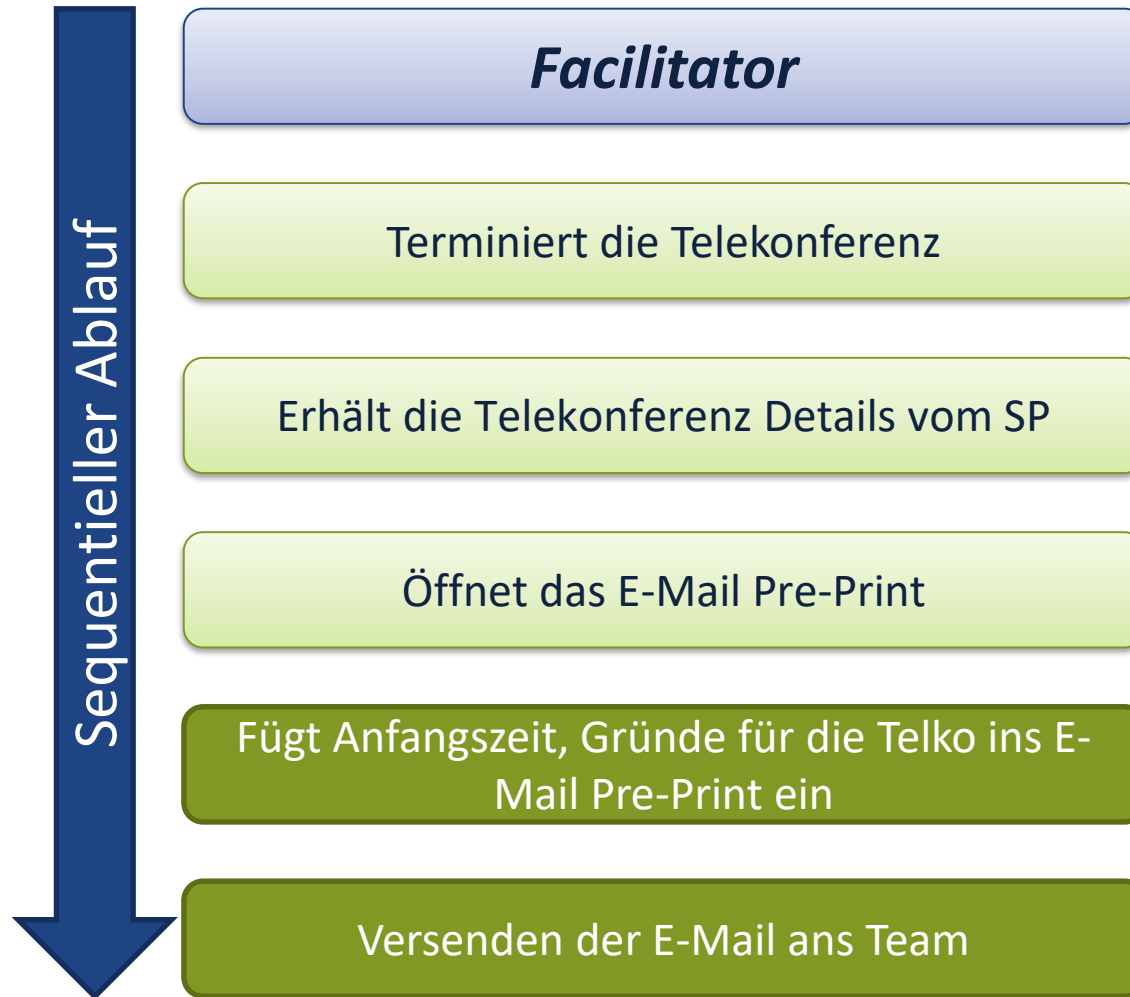 Sequentieller Ablauf
Facilitator
Terminiert die Telekonferenz
Erhält die Telekonferenz Details vom SP
Öffnet das E-Mail Pre-Print
Fügt Anfangszeit, Gründe für die Telko ins E-
Mail Pre-Print ein
Versenden der E-Mail ans Team